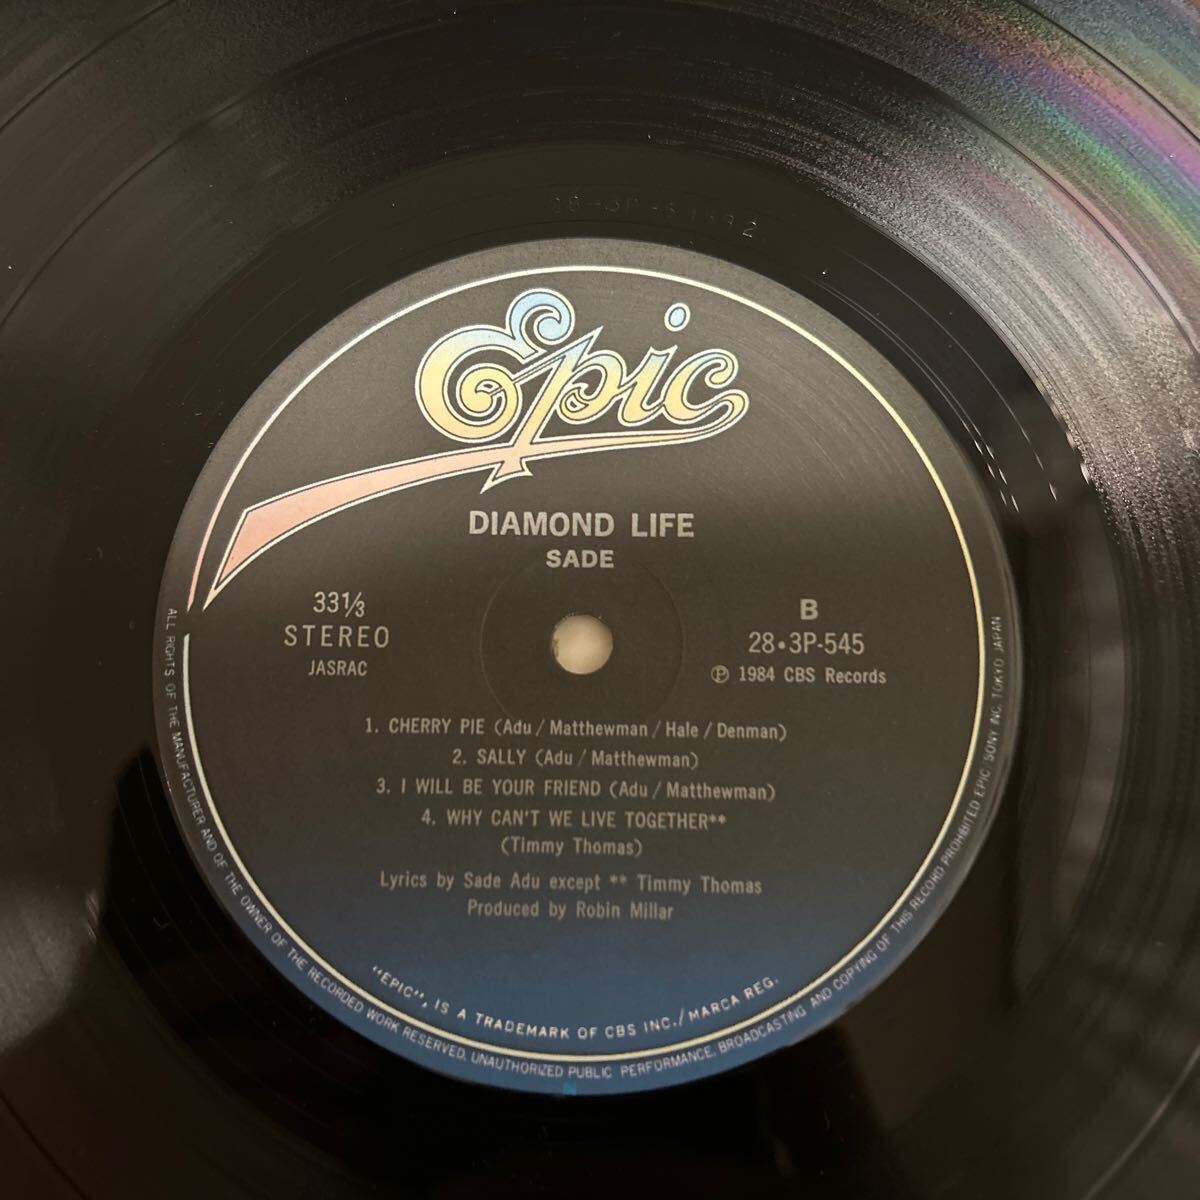 Epic
DIAMOND LIFE
SADE
33⅓
STEREO
JASRAC
B
28・3P-545
Ⓟ 1984 CBS Records
1. CHERRY PIE (Adu / Matthewman / Hale / Denman)
2. SALLY (Adu / Matthewman)
3. I WILL BE YOUR FRIEND (Adu / Matthewman)
4. WHY CAN'T WE LIVE TOGETHER**
(Timmy Thomas)
Lyrics by Sade Adu except ** Timmy Thomas
Produced by Robin Millar
"EPIC", IS A TRADEMARK OF CBS INC./MARCA REG.
ALL RIGHTS OF THE MANUFACTURER AND OF THE OWNER OF THE RECORDED WORK RESERVED, UNAUTHORIZED PUBLIC PERFORMANCE, BROADCASTING AND COPYING OF THIS RECORD PROHIBITED EPIC SONY INC. TOKYO JAPAN